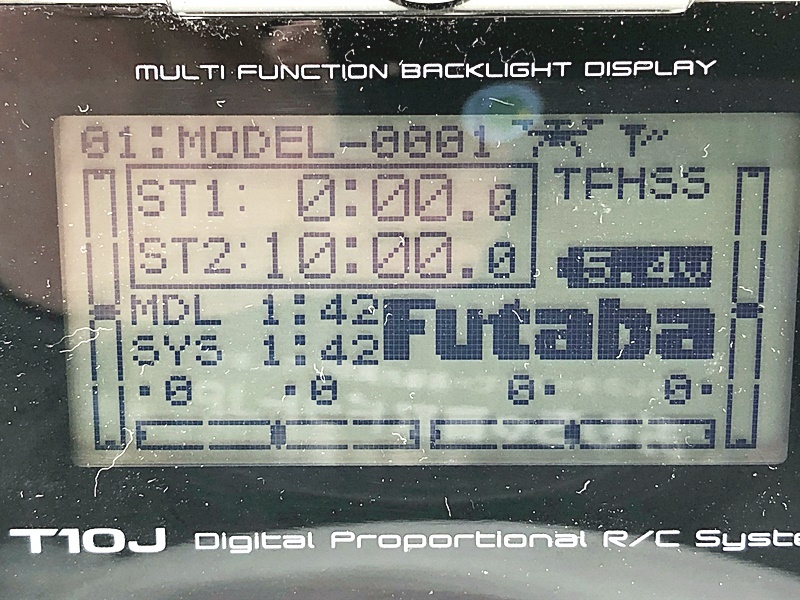 MULTI FUNCTION BACKLIGHT DISPLAY
01:MODEL-0001
TFHSS
ST1: 0:00.0
ST2:10:00.0
5.4v
MDL 1:42
SYS 1:42
Futaba
0 0 0 0
T10J Digital Proportional R/C Syste